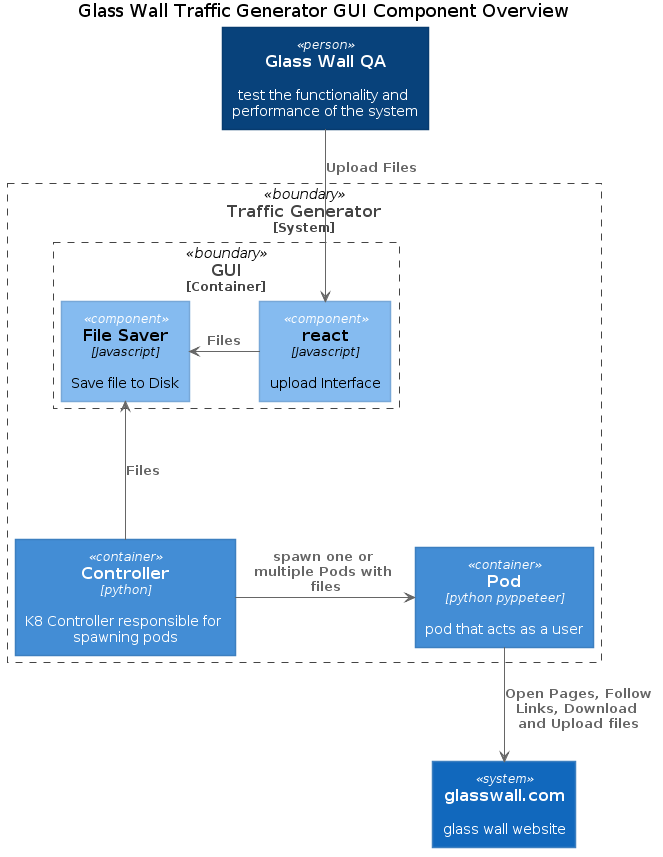 Glass Wall Traffic Generator GUI Component Overview
«person»
Glass Wall QA
test the functionality and
performance of the system
Upload Files
«boundary»
Traffic Generator
[System]
«boundary»
GUI
[Container]
«component»
File Saver
[Javascript]
Save file to Disk
Files
«component»
react
[Javascript]
upload Interface
Files
«container»
Controller
[python]
K8 Controller responsible for
spawning pods
spawn one or
multiple Pods with
files
«container»
Pod
[python pyppeteer]
pod that acts as a user
Open Pages, Follow
Links, Download
and Upload files
«system»
glasswall.com
glass wall website